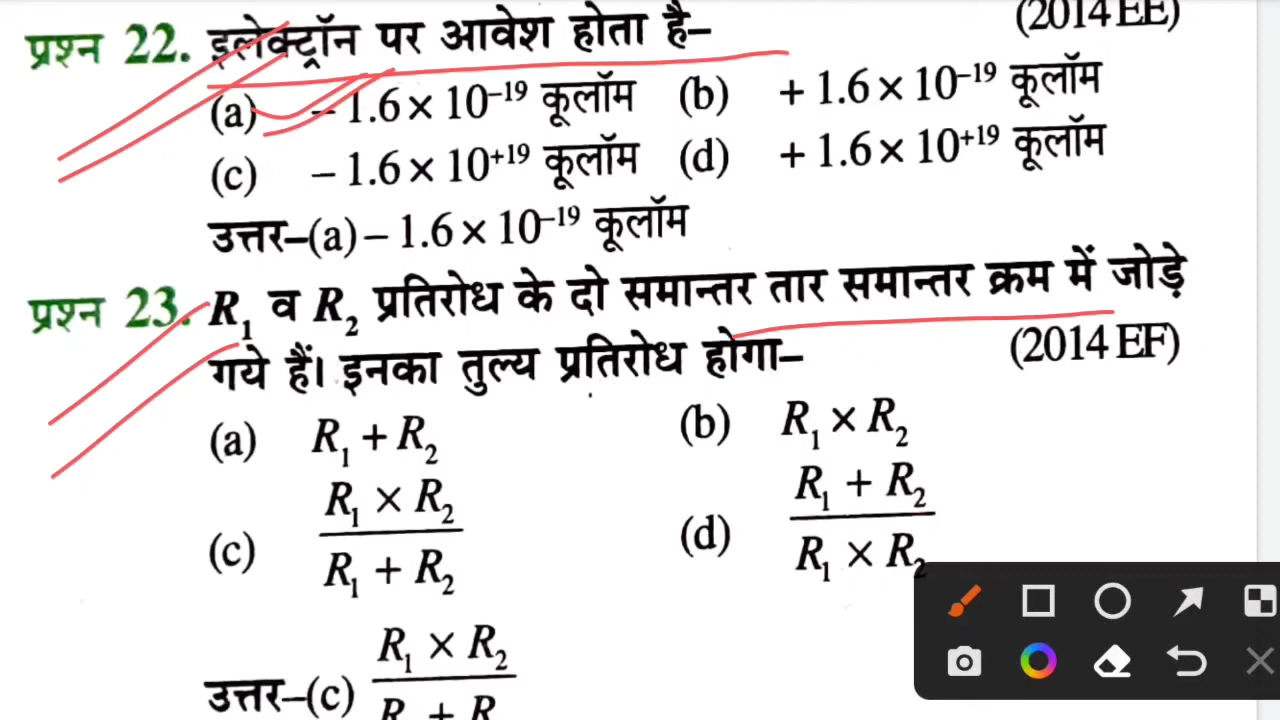 (2014 EE)
प्रश्न 22. इलेक्ट्रॉन पर आवेश होता है–
(a) – 1.6 × 10⁻¹⁹ कूलॉम (b) + 1.6 × 10⁻¹⁹ कूलॉम
(c) – 1.6 × 10⁺¹⁹ कूलॉम (d) + 1.6 × 10⁺¹⁹ कूलॉम
उत्तर–(a) – 1.6 × 10⁻¹⁹ कूलॉम
प्रश्न 23. R₁ व R₂ प्रतिरोध के दो समान्तर तार समान्तर क्रम में जोड़े
गये हैं। इनका तुल्य प्रतिरोध होगा– (2014 EF)
(a) R₁ + R₂ (b) R₁ × R₂
(c) R₁ × R₂ / R₁ + R₂ (d) R₁ + R₂ / R₁ × R₂
उत्तर–(c) R₁ × R₂ / R + R